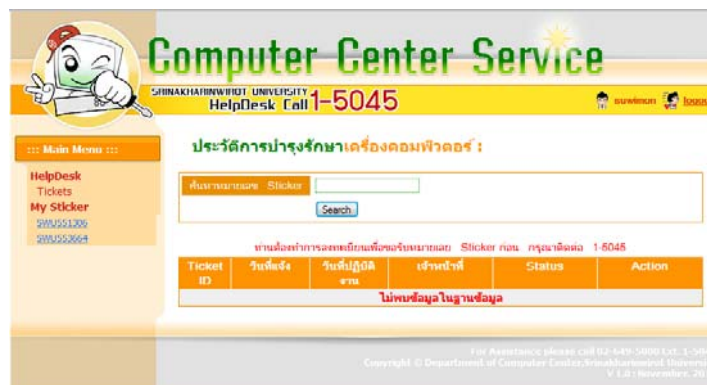 Computer Center Service
SRINAKHARINWIROT UNIVERSITY
HelpDesk Call 1-5045
suwimon
::: Main Menu :::
HelpDesk
Tickets
My Sticker
SWU551306
SWU553664
ประวัติการบำรุงรักษาเครื่องคอมพิวเตอร์ :
ค้นหาหมายเลข Sticker
Search
ท่านต้องทำการลงทะเบียนเพื่อขอรับหมายเลข Sticker ก่อน กรุณาติดต่อ 1-5045
Ticket ID วันที่แจ้ง วันที่ปฏิบัติงาน เจ้าหน้าที่ Status Action
ไม่พบข้อมูลในฐานข้อมูล
For Assistance please call 02-649-5000 Ext. 1-50
Copyright © Department of Computer Center, Srinakharinwirot Universi
V 1.0 : November, 20